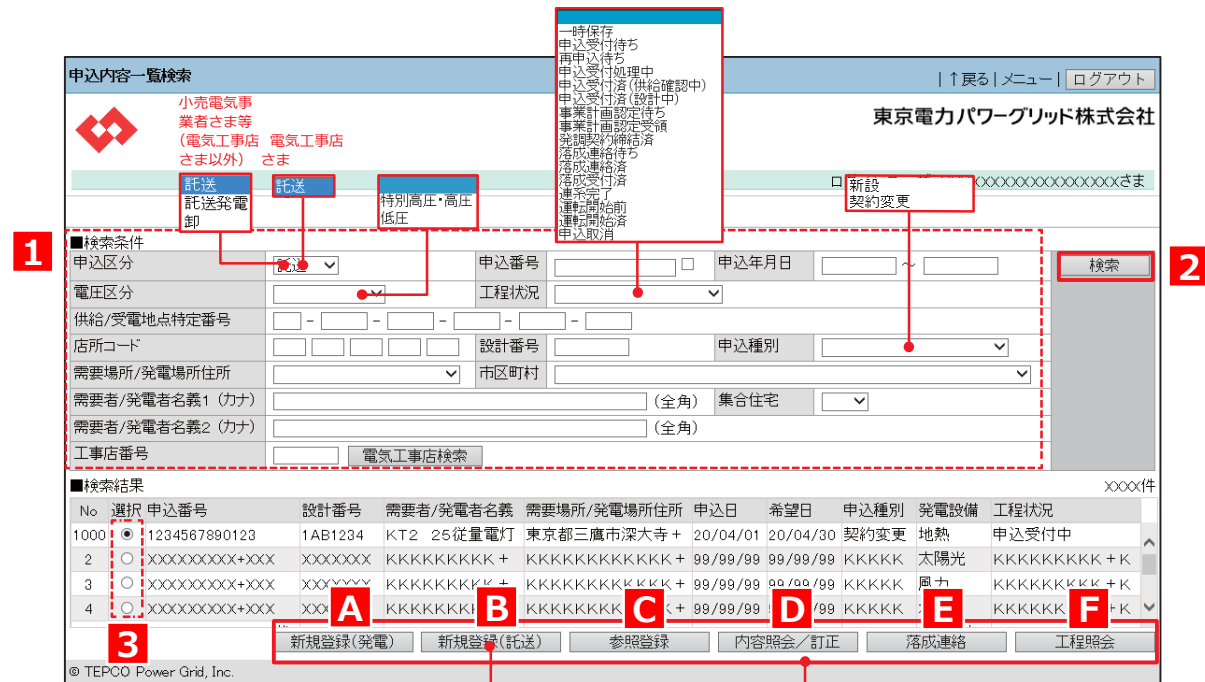 一時保存
申込受付待ち
再申込待ち
申込受付処理中
申込受付済(供給確認中)
申込受付済(設計中)
事業計画認定待ち
事業計画認定受領
発調契約締結済
落成連絡待ち
落成連絡済
落成受付済
連系完了
運転開始前
運転開始済
申込取消
申込内容一覧検索
| ↑戻る | メニュー | ログアウト
小売電気事
業者さま等
(電気工事店 電気工事店
さま以外) さま
東京電力パワーグリッド株式会社
託送
託送発電
卸
託送
特別高圧・高圧
低圧
新設
契約変更
XXXXXXXXXXXXXXさま
1
■検索条件
申込区分 託送 申込番号 申込年月日 ～ 検索
2
電圧区分 工程状況
供給/受電地点特定番号 - - - - -
店所コード 設計番号 申込種別
需要場所/発電場所住所 市区町村
需要者/発電者名義1 (カナ) (全角) 集合住宅
需要者/発電者名義2 (カナ) (全角)
工事店番号 電気工事店検索
■検索結果 XXXX件
No 選択 申込番号 設計番号 需要者/発電者名義 需要場所/発電場所住所 申込日 希望日 申込種別 発電設備 工程状況
1000 1234567890123 1AB1234 KT2 25従量電灯 東京都三鷹市深大寺+ 20/04/01 20/04/30 契約変更 地熱 申込受付中
2 XXXXXXXXX+XXX XXXXXXX KKKKKKKKK+ KKKKKKKKKKKK+ 99/99/99 99/99/99 KKKKK 太陽光 KKKKKKKK+K
3 XXXXXXXXX+XXX XXXXXXX KKKKKKKKK+ KKKKKKKKKKKK+ 99/99/99 99/99/99 KKKKK 風力 KKKKKKKK+K
4 XXXXXXXXX+XXX XXX KKKKKKK KKKKKKKK + 99/99/99 /99 KKKKK KKKKKK + K
3
A
B
C
D
E
F
新規登録(発電) 新規登録(託送) 参照登録 内容照会／訂正 落成連絡 工程照会
© TEPCO Power Grid, Inc.